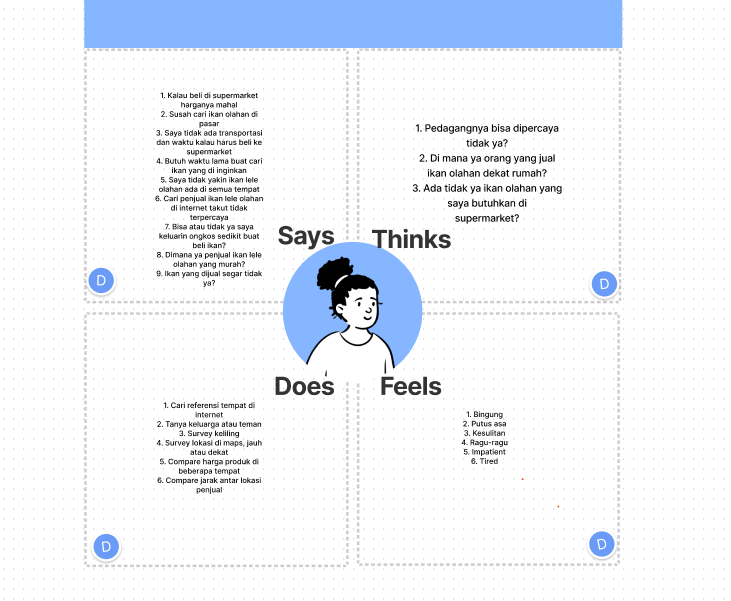 1. Kalau beli di supermarket
harganya mahal
2. Susah cari ikan olahan di
pasar
3. Saya tidak ada transportasi
dan waktu kalau harus beli ke
supermarket
4. Butuh waktu lama buat cari
ikan yang di inginkan
5. Saya tidak yakin ikan lele
olahan ada di semua tempat
6. Cari penjual ikan lele olahan
di internet takut tidak
terpercaya
7. Bisa atau tidak ya saya
keluarin ongkos sedikit buat
beli ikan?
8. Dimana ya penjual ikan lele
olahan yang murah?
9. Ikan yang dijual segar tidak
ya?
Says
D
1. Pedagangnya bisa dipercaya
tidak ya?
2. Di mana ya orang yang jual
ikan olahan dekat rumah?
3. Ada tidak ya ikan olahan yang
saya butuhkan di
supermarket?
Thinks
D
Does
1. Cari referensi tempat di
internet
2. Tanya keluarga atau teman
3. Survey keliling
4. Survey lokasi di maps, jauh
atau dekat
5. Compare harga produk di
beberapa tempat
6. Compare jarak antar lokasi
penjual
D
Feels
1. Bingung
2. Putus asa
3. Kesulitan
4. Ragu-ragu
5. Impatient
6. Tired
D